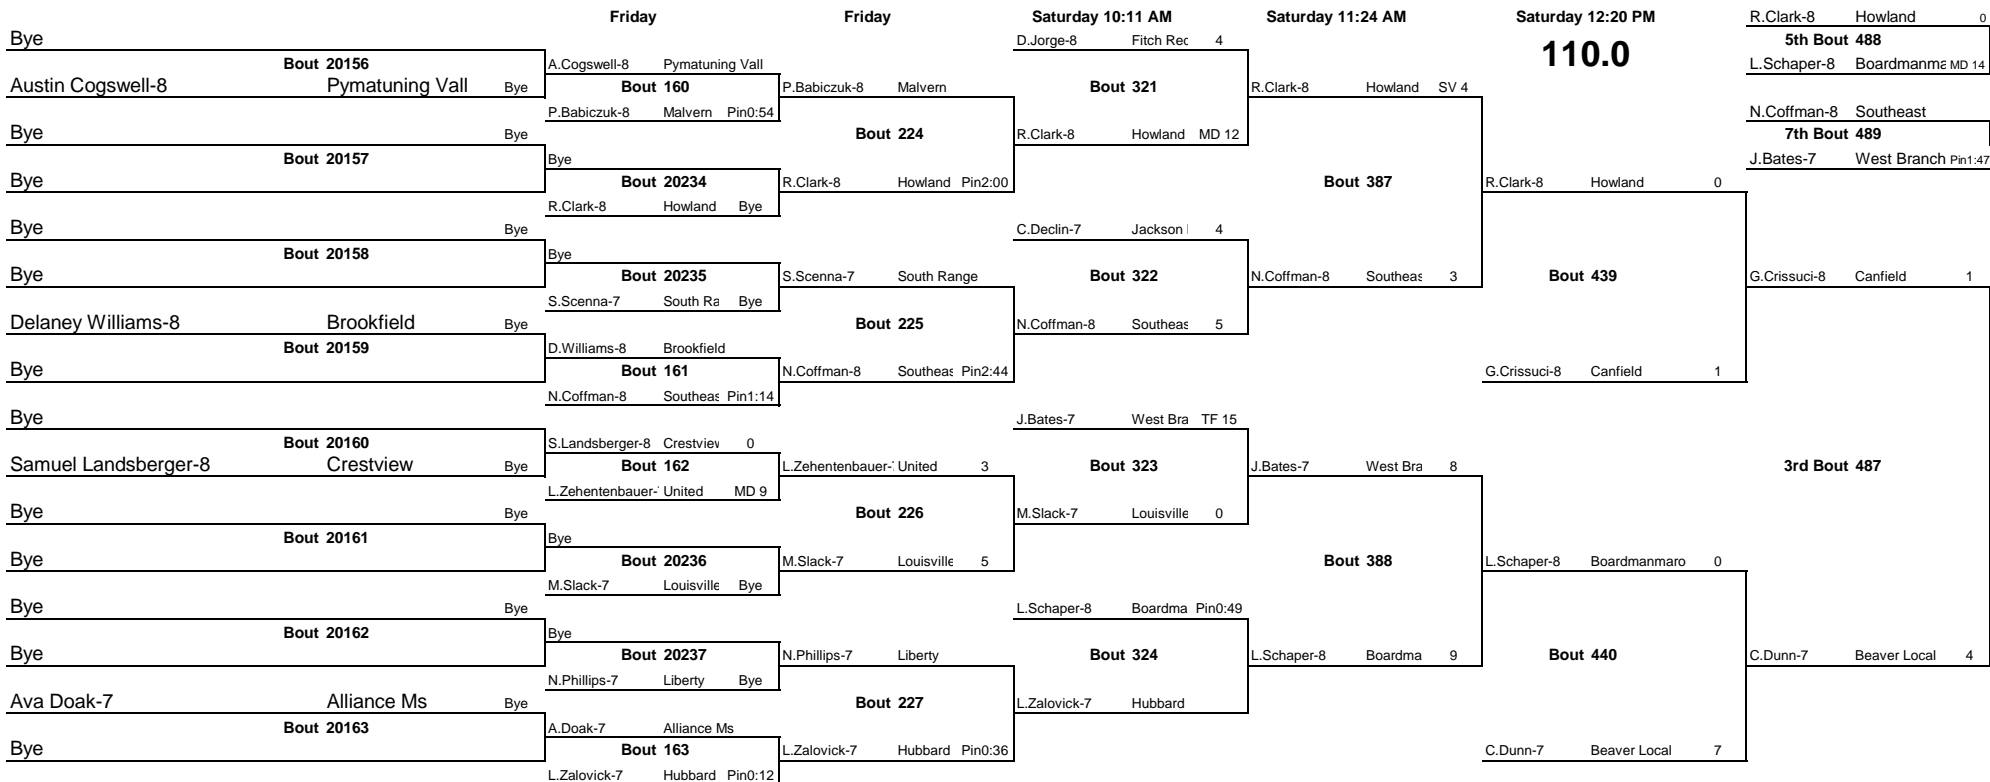 Friday
Friday
Saturday 10:11 AM
Saturday 11:24 AM
Saturday 12:20 PM
110.0
Bye
Bout 20156
Austin Cogswell-8 Pymatuning Vall Bye
Bye Bye
Bout 20157
Bye
Bye Bye
Bout 20158
Bye
Delaney Williams-8 Brookfield Bye
Bout 20159
Bye
Bye
Bout 20160
Samuel Landsberger-8 Crestview Bye
Bye Bye
Bout 20161
Bye
Bye Bye
Bout 20162
Bye
Ava Doak-7 Alliance Ms Bye
Bout 20163
Bye
A.Cogswell-8 Pymatuning Vall
Bout 160
P.Babiczuk-8 Malvern Pin0:54
Bye
Bout 20234
R.Clark-8 Howland Bye
Bye
Bout 20235
S.Scenna-7 South Ra Bye
D.Williams-8 Brookfield
Bout 161
N.Coffman-8 Southeas Pin1:14
S.Landsberger-8 Crestview 0
Bout 162
L.Zehentenbauer- United MD 9
Bye
Bout 20236
M.Slack-7 Louisville Bye
Bye
Bout 20237
N.Phillips-7 Liberty Bye
A.Doak-7 Alliance Ms
Bout 163
L.Zalovick-7 Hubbard Pin0:12
P.Babiczuk-8 Malvern
Bout 224
R.Clark-8 Howland Pin2:00
S.Scenna-7 South Range
Bout 225
N.Coffman-8 Southeas Pin2:44
L.Zehentenbauer- United 3
Bout 226
M.Slack-7 Louisville 5
N.Phillips-7 Liberty
Bout 227
L.Zalovick-7 Hubbard Pin0:36
D.Jorge-8 Fitch Rec 4
Bout 321
R.Clark-8 Howland MD 12
C.Declin-7 Jackson 4
Bout 322
N.Coffman-8 Southeas 5
J.Bates-7 West Bra TF 15
Bout 323
M.Slack-7 Louisville 0
L.Schaper-8 Boardma Pin0:49
Bout 324
L.Zalovick-7 Hubbard
R.Clark-8 Howland SV 4
Bout 387
N.Coffman-8 Southeas 3
J.Bates-7 West Bra 8
Bout 388
L.Schaper-8 Boardma 9
R.Clark-8 Howland 0
Bout 439
G.Crissuci-8 Canfield 1
L.Schaper-8 Boardmanmaro 0
Bout 440
C.Dunn-7 Beaver Local 7
R.Clark-8 Howland 0
5th Bout 488
L.Schaper-8 Boardmanma MD 14
N.Coffman-8 Southeast
7th Bout 489
J.Bates-7 West Branch Pin1:47
G.Crissuci-8 Canfield 1
3rd Bout 487
C.Dunn-7 Beaver Local 4